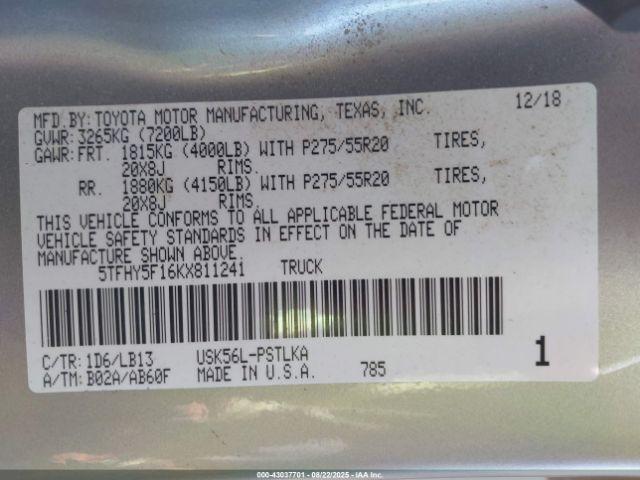 MFD.BY:TOYOTA MOTOR MANUFACTURING, TEXAS, INC. 12/18
GVWR:3265KG (7200LB)
GAWR:FRT. 1815KG (4000LB) WITH P275/55R20 TIRES,
20X8J RIMS.
RR. 1880KG (4150LB) WITH P275/55R20 TIRES,
20X8J RIMS.
THIS VEHICLE CONFORMS TO ALL APPLICABLE FEDERAL MOTOR
VEHICLE SAFETY STANDARDS IN EFFECT ON THE DATE OF
MANUFACTURE SHOWN ABOVE.
5TFHY5F16KX811241 TRUCK
C/TR:1D6/LB13 USK56L-PSTLKA
A/TM:B02A/AB60F MADE IN U.S.A. 785 1
000-43037701 - 08/22/2025 - IAA Inc.